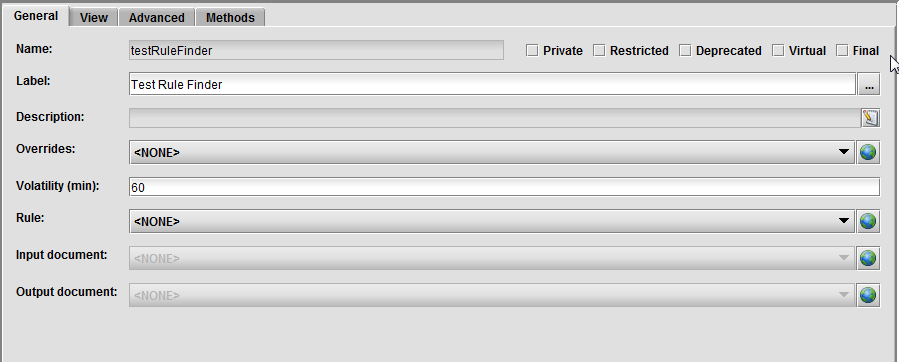 General View Advanced Methods
Name: testRuleFinder Private Restricted Deprecated Virtual Final
Label: Test Rule Finder ...
Description:
Overrides: <NONE>
Volatility (min): 60
Rule: <NONE>
Input document: <NONE>
Output document: <NONE>